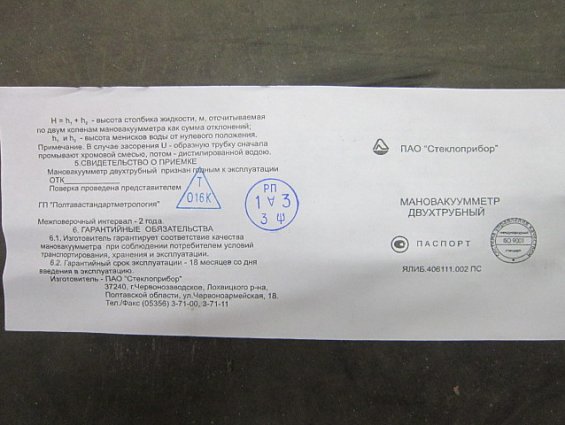 H = h₁ + h₂ - высота столбика жидкости, м, отсчитываемая
по двум коленам мановакуумметра как сумма отклонений;
h₁ и h₂ - высота менисков воды от нулевого положения.
Примечание. В случае засорения U - образную трубку сначала
промывают хромовой смесью, потом - дистилированной водою.
5.СВИДЕТЕЛЬСТВО О ПРИЕМКЕ
Мановакуумметр двухтрубный признан годным к эксплуатации
ОТК
Поверка проведена представителем
ГП "Полтавастандартметрология"
Т
016К
РП
1 А 3
3 Ψ
Межповерочный интервал - 2 года.
6. ГАРАНТИЙНЫЕ ОБЯЗАТЕЛЬСТВА
6.1. Изготовитель гарантирует соответствие качества
мановакуумметра при соблюдении потребителем условий
транспортирования, хранения и эксплуатации.
6.2. Гарантийный срок эксплуатации - 18 месяцев со дня
введения в эксплуатацию.
Изготовитель - ПАО "Стеклоприбор"
37240, г.Червонозаводское, Лохвицкого р-на,
Полтавской области, ул.Червоноармейская, 18.
Тел./Факс (05356) 3-71-00, 3-71-11
ПАО "Стеклоприбор"
МАНОВАКУУММЕТР
ДВУХТРУБНЫЙ
ПАСПОРТ
ISO 9001
ЯЛИБ.406111.002 ПС